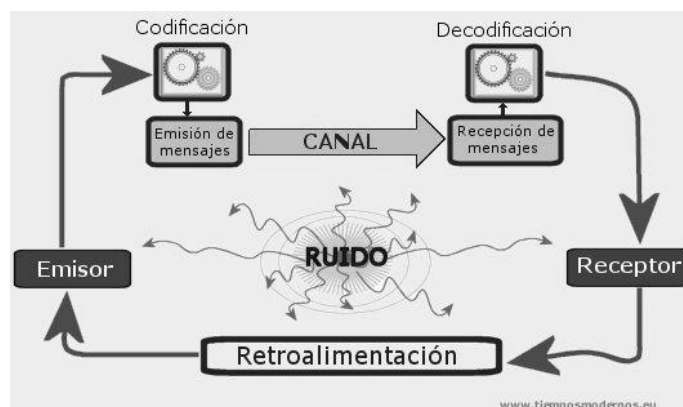 Codificación
Decodificación
Emisión de
mensajes
CANAL
Recepción de
mensajes
RUIDO
Emisor
Receptor
Retroalimentación
www.tiemposmodernos.eu